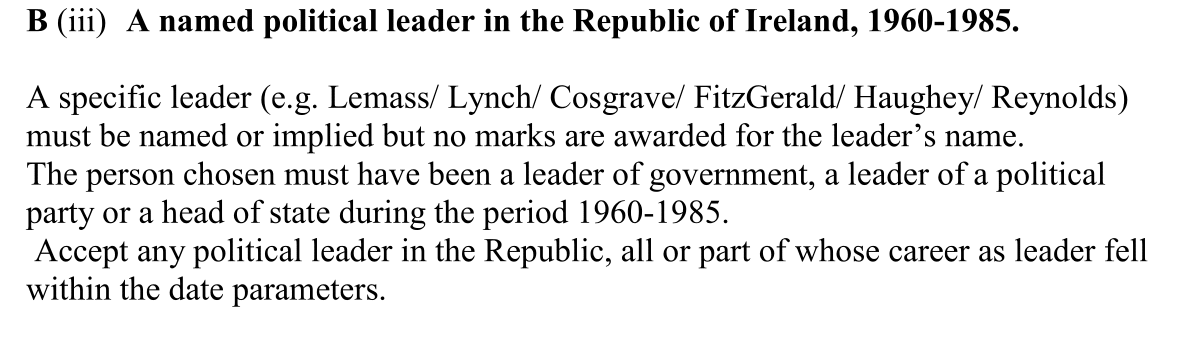 B (iii) A named political leader in the Republic of Ireland, 1960-1985.
A specific leader (e.g. Lemass/ Lynch/ Cosgrave/ FitzGerald/ Haughey/ Reynolds)
must be named or implied but no marks are awarded for the leader’s name.
The person chosen must have been a leader of government, a leader of a political
party or a head of state during the period 1960-1985.
Accept any political leader in the Republic, all or part of whose career as leader fell
within the date parameters.